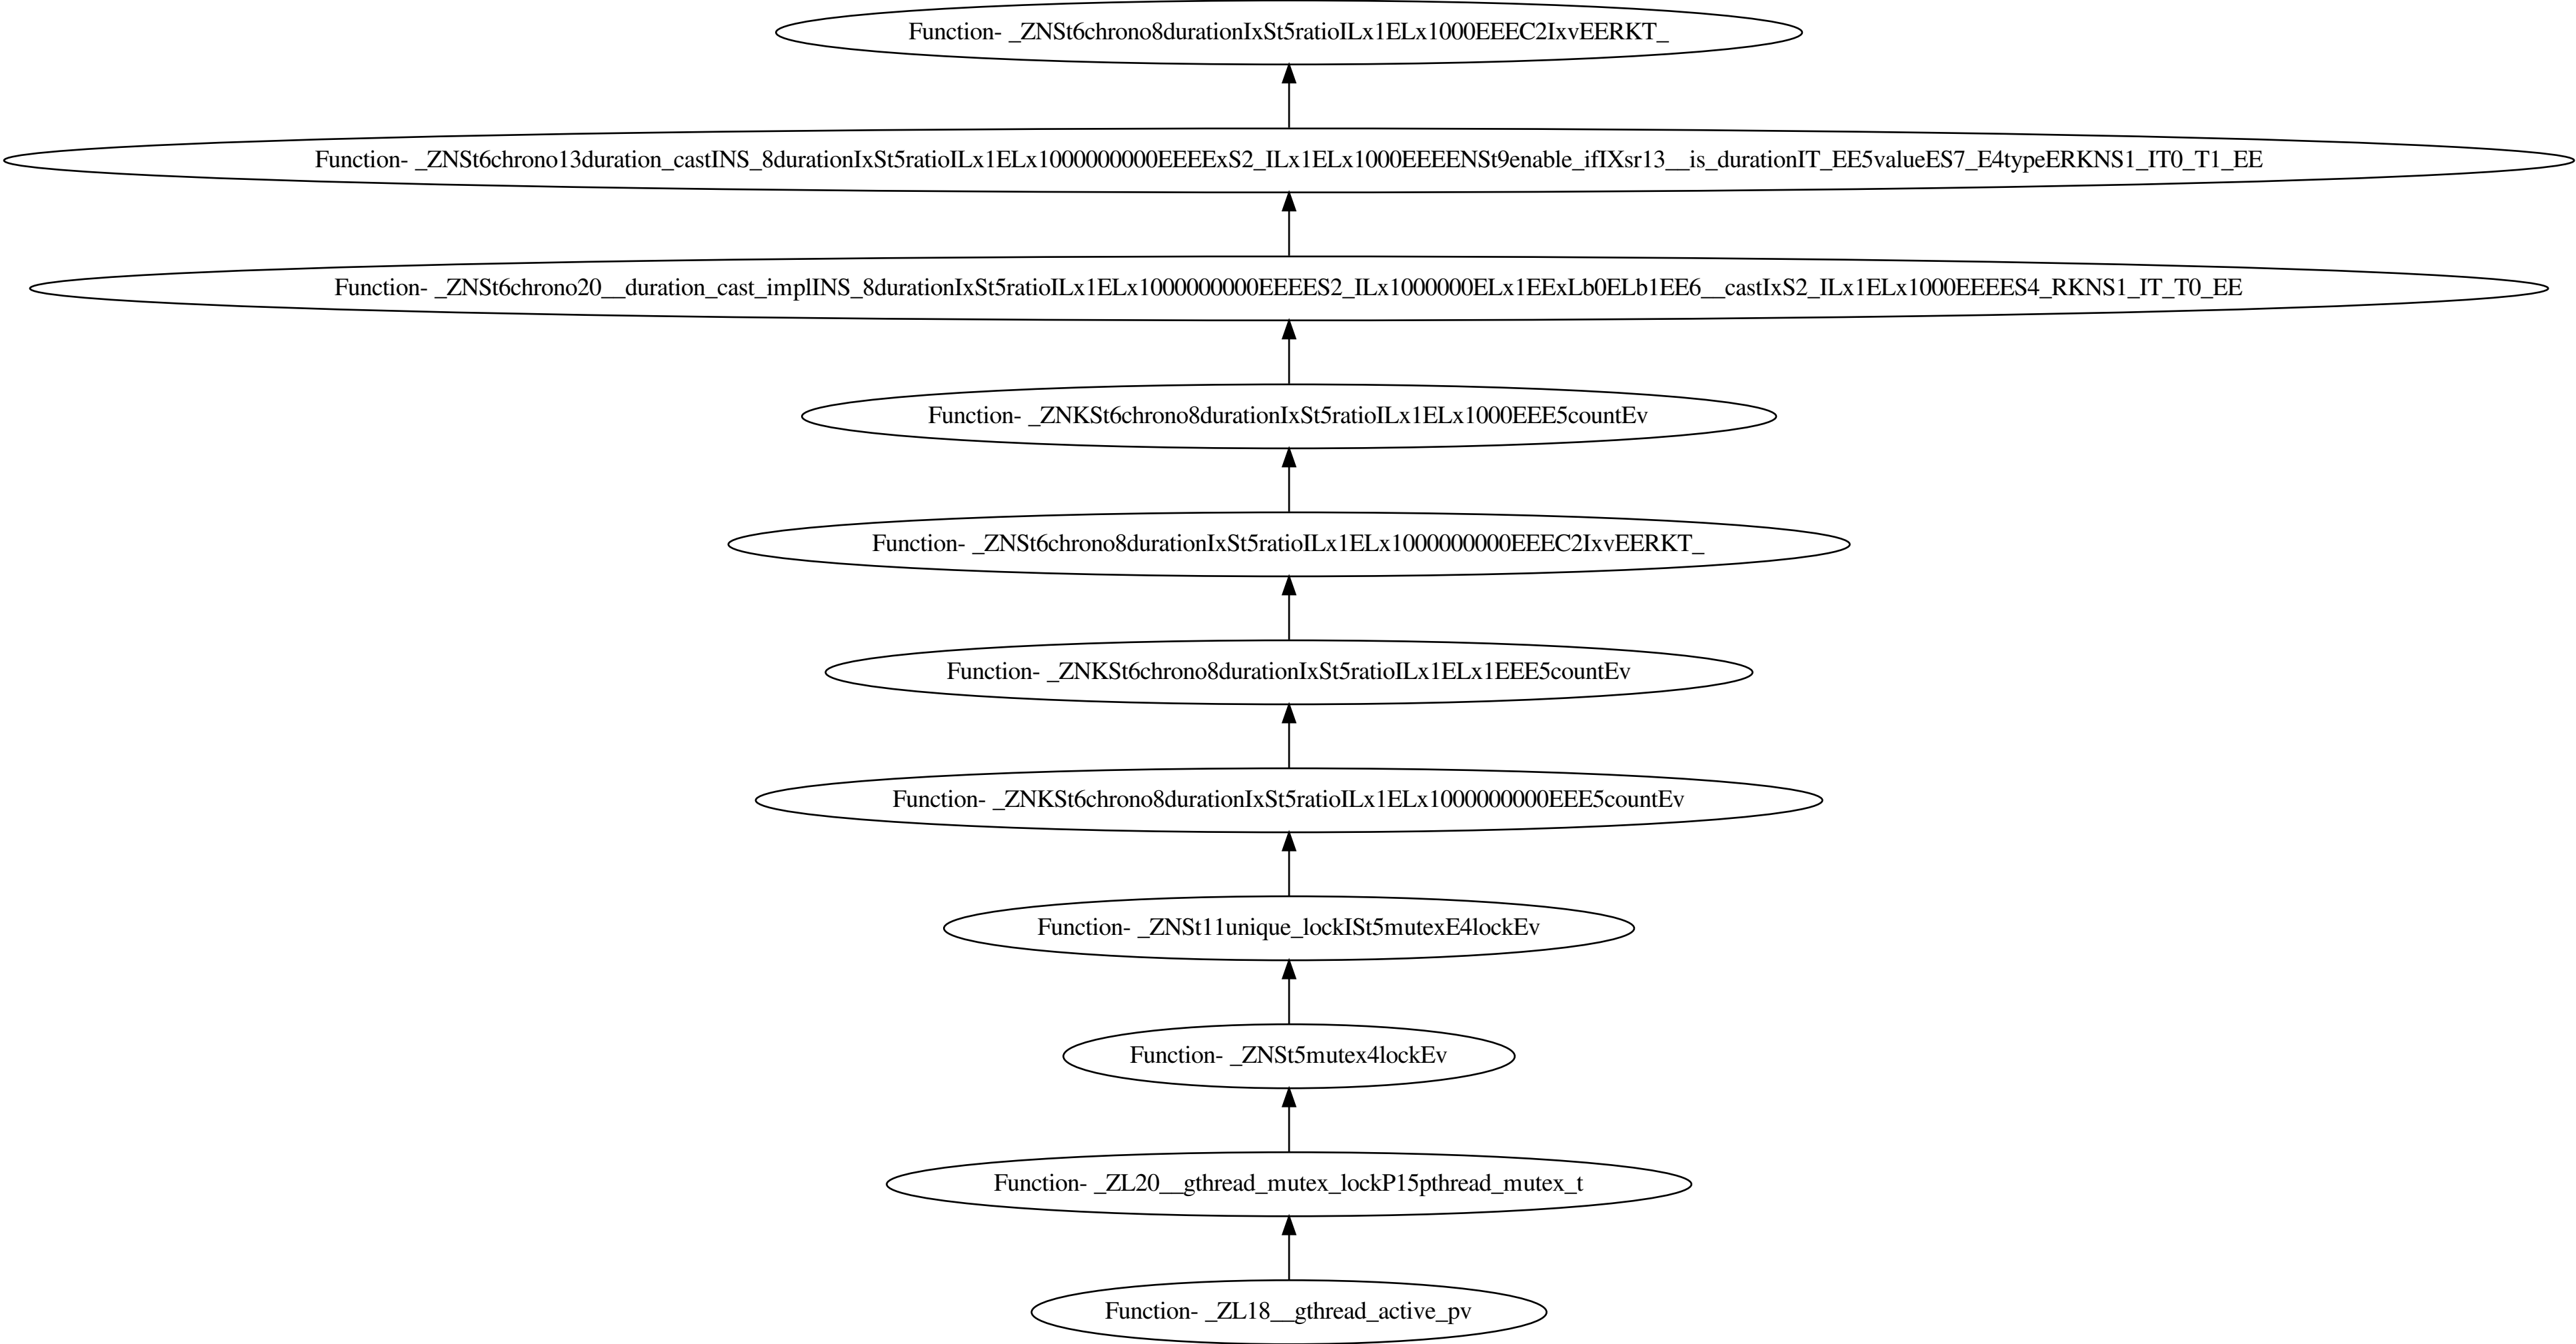 Function- _ZNSt6chrono8durationIxSt5ratioILx1ELx1000EEEC2IxvEERKT_
Function- _ZNSt6chrono13duration_castINS_8durationIxSt5ratioILx1ELx1000000000EEEExS2_ILx1ELx1000EEEENSt9enable_ifIXsr13__is_durationIT_EE5valueES7_E4typeERKNS1_IT0_T1_EE
Function- _ZNSt6chrono20__duration_cast_implINS_8durationIxSt5ratioILx1ELx1000000000EEEES2_ILx1000000ELx1EExLb0ELb1EE6__castIxS2_ILx1ELx1000EEEES4_RKNS1_IT_T0_EE
Function- _ZNKSt6chrono8durationIxSt5ratioILx1ELx1000EEE5countEv
Function- _ZNSt6chrono8durationIxSt5ratioILx1ELx1000000000EEEC2IxvEERKT_
Function- _ZNKSt6chrono8durationIxSt5ratioILx1ELx1EEE5countEv
Function- _ZNKSt6chrono8durationIxSt5ratioILx1ELx1000000000EEE5countEv
Function- _ZNSt11unique_lockISt5mutexE4lockEv
Function- _ZNSt5mutex4lockEv
Function- _ZL20__gthread_mutex_lockP15pthread_mutex_t
Function- _ZL18__gthread_active_pv